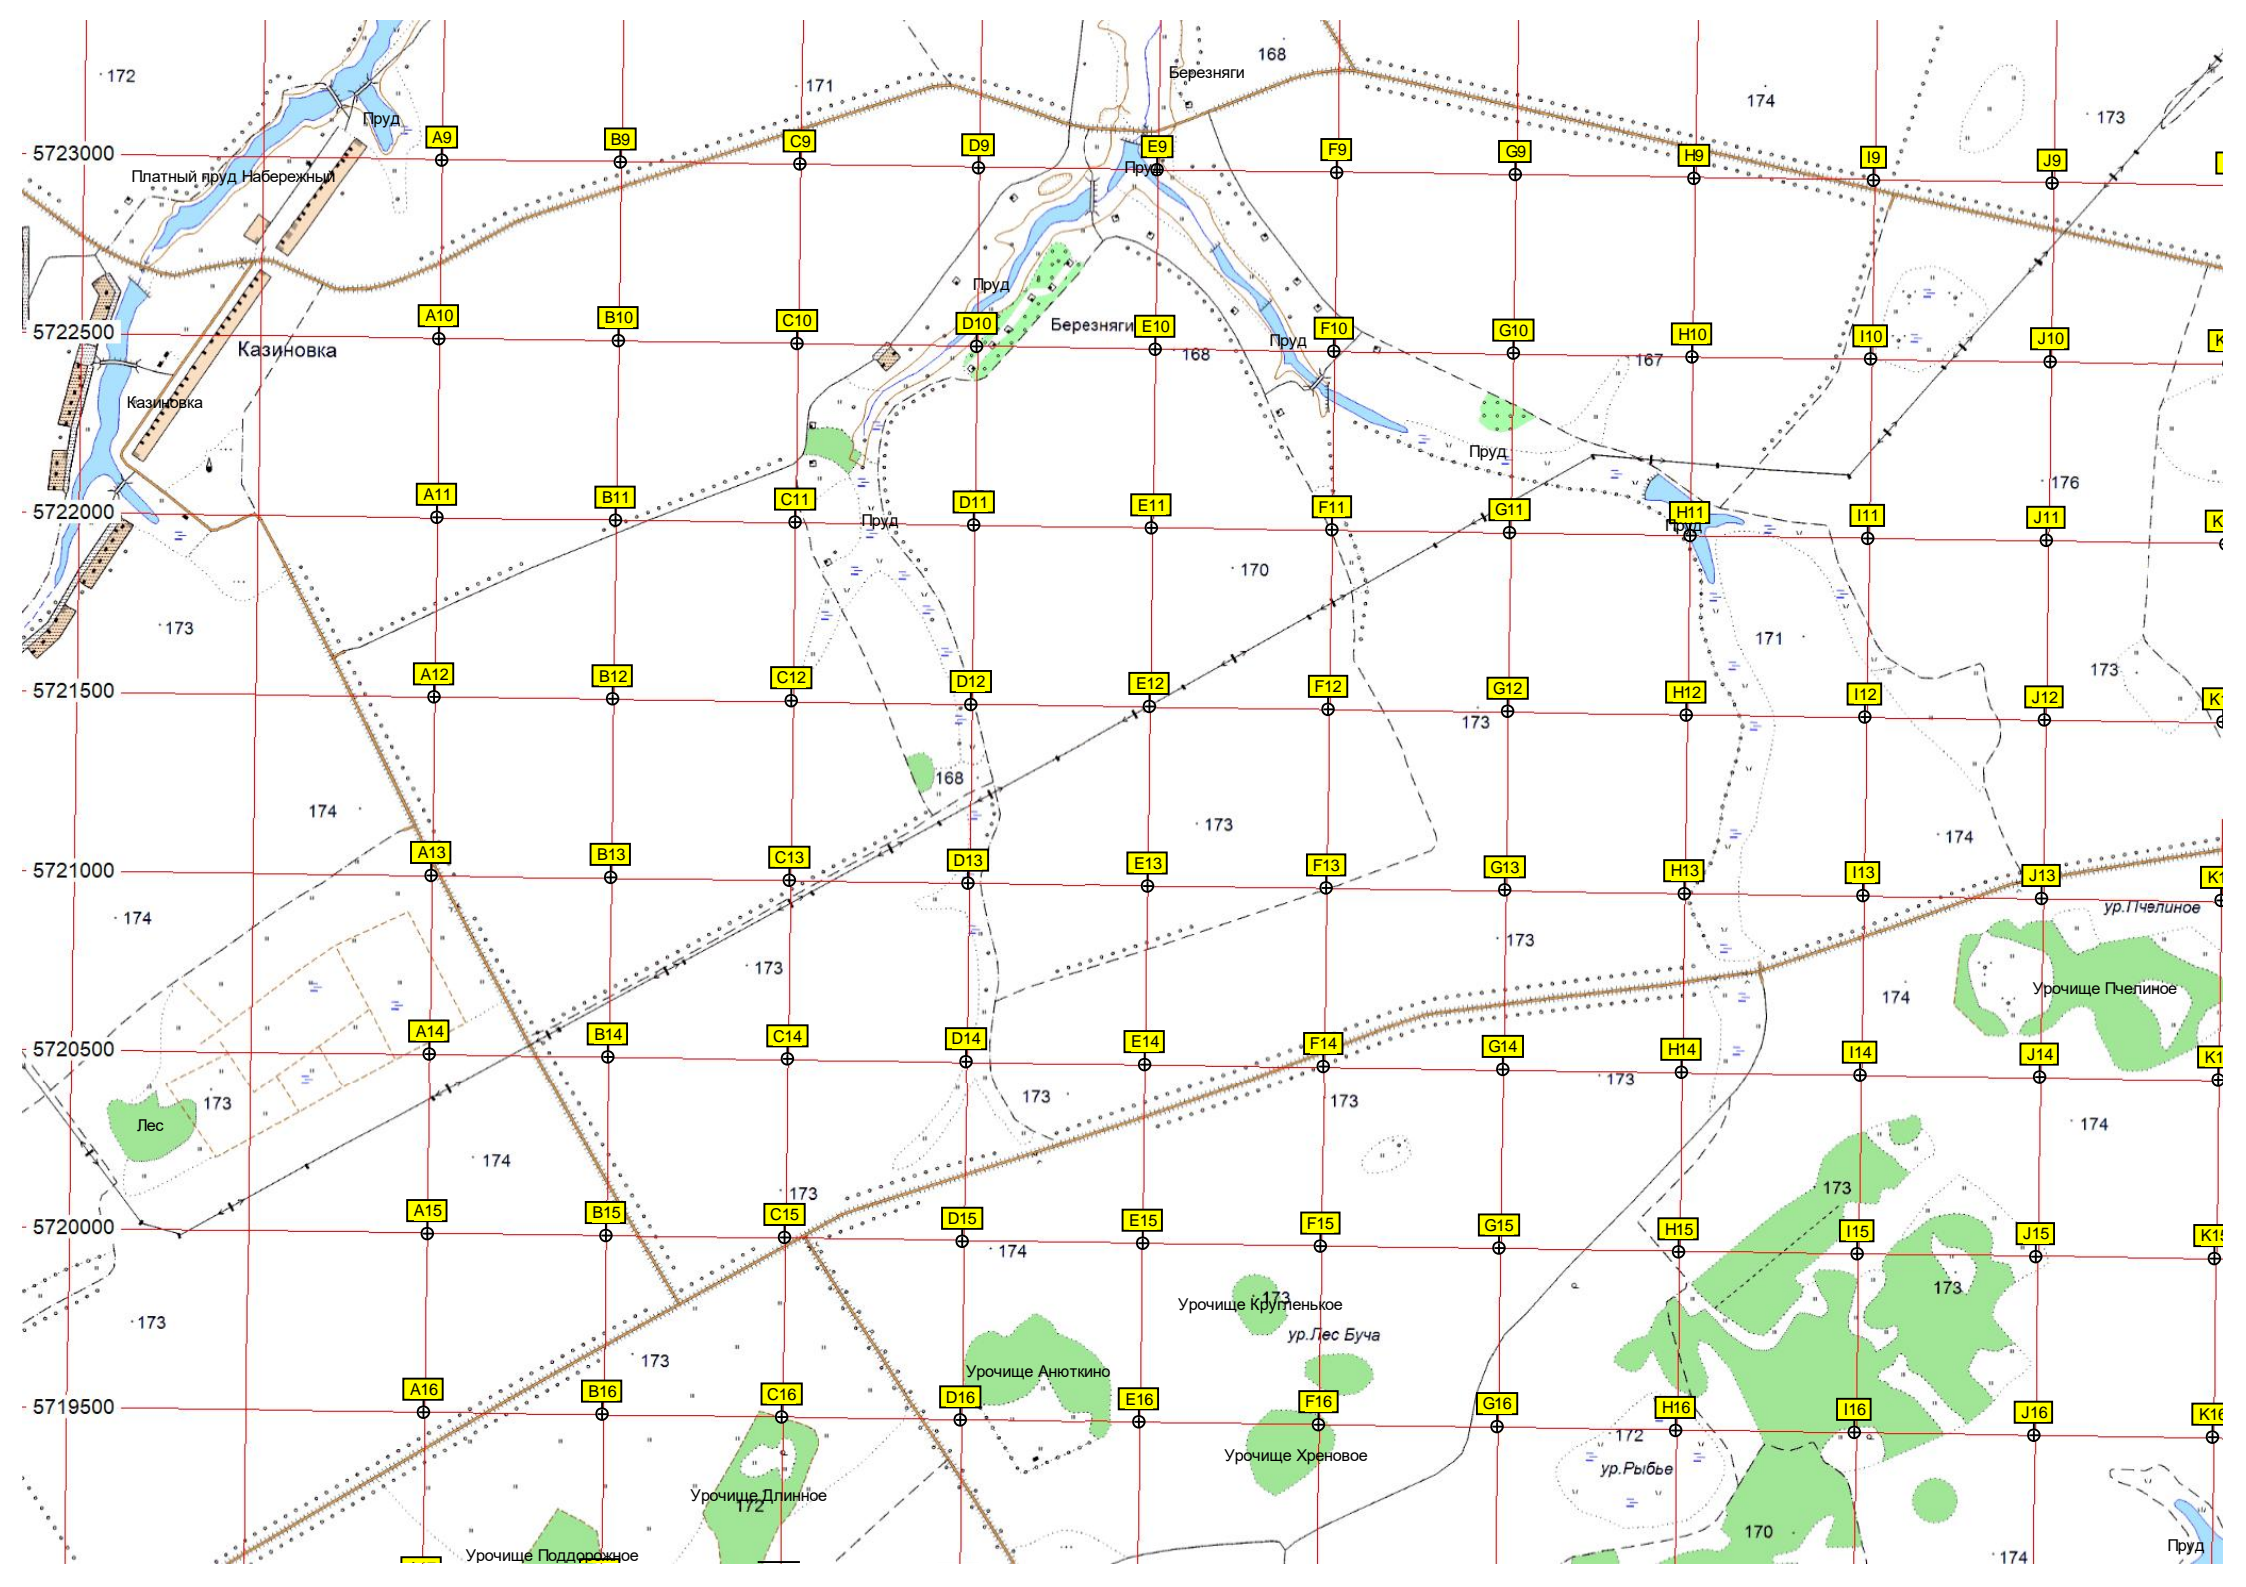 168
Березняги
172
171
174
173
Пруд
A9
B9
C9
D9
E9
F9
G9
H9
I9
J9
5723000
Пруд
Платный пруд Набережный
Пруд
A10
B10
C10
D10
Березняги
E10
F10
G10
H10
I10
J10
5722500
Казиновка
168
Пруд
167
Казиновка
Пруд
176
A11
B11
C11
D11
E11
F11
G11
H11
I11
J11
5722000
Пруд
Пруд
170
173
171
173
A12
B12
C12
D12
E12
F12
G12
H12
I12
J12
5721500
173
168
174
173
174
A13
B13
C13
D13
E13
F13
G13
H13
I13
J13
5721000
174
ур.Пчелиное
173
173
Урочище Пчелиное
174
A14
B14
C14
D14
E14
F14
G14
H14
I14
J14
5720500
173
173
173
173
Лес
174
174
173
173
A15
B15
C15
D15
E15
F15
G15
H15
I15
J15
K15
5720000
174
173
173
Урочище Кругленькое
173
ур.Лес Буча
173
Урочище Анюткино
A16
B16
C16
D16
E16
F16
G16
H16
I16
J16
K16
5719500
172
Урочище Хреновое
ур.Рыбье
Урочище Длинное
172
170
Урочище Поддорожное
174
Пруд